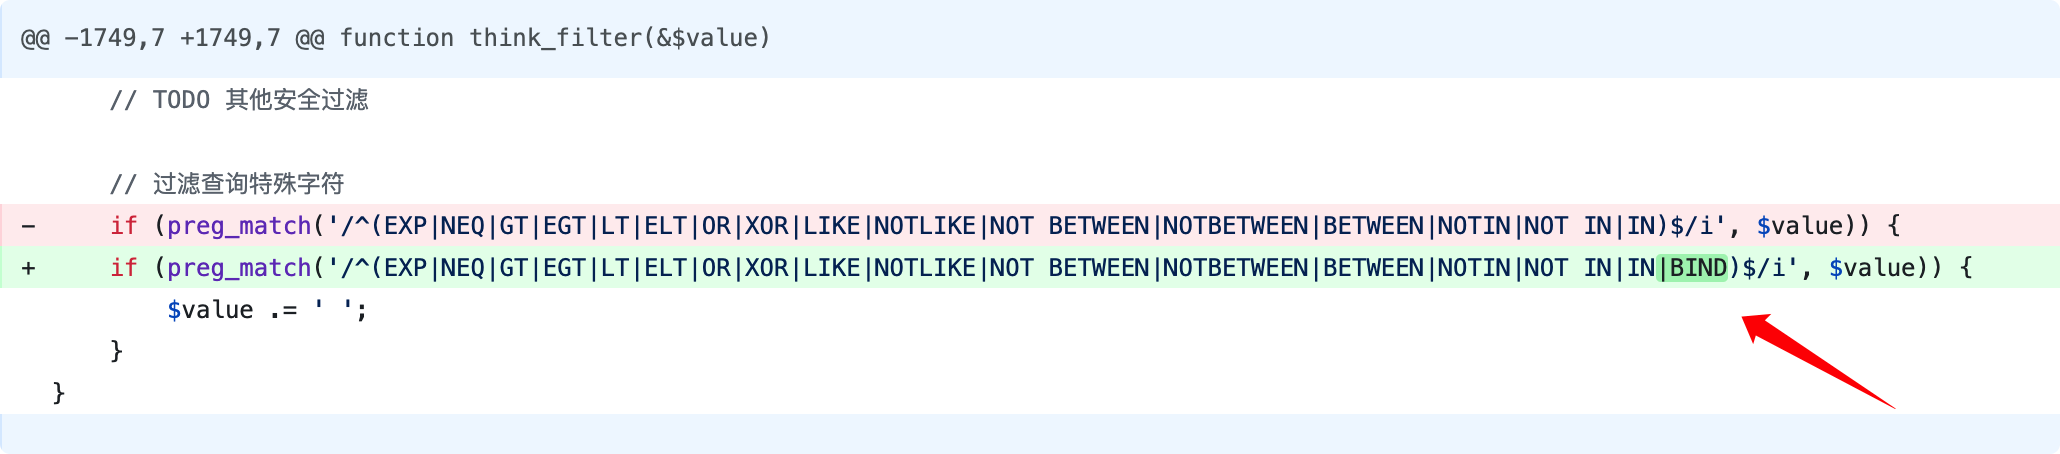 @@ -1749,7 +1749,7 @@ function think_filter(&$value)
// TODO 其他安全过滤
// 过滤查询特殊字符
- if (preg_match('/^(EXP|NEQ|GT|EGT|LT|ELT|OR|XOR|LIKE|NOTLIKE|NOT BETWEEN|NOTBETWEEN|BETWEEN|NOTIN|NOT IN|IN)$/i', $value)) {
+ if (preg_match('/^(EXP|NEQ|GT|EGT|LT|ELT|OR|XOR|LIKE|NOTLIKE|NOT BETWEEN|NOTBETWEEN|BETWEEN|NOTIN|NOT IN|IN|BIND)$/i', $value)) {
$value .= ' ';
}
}